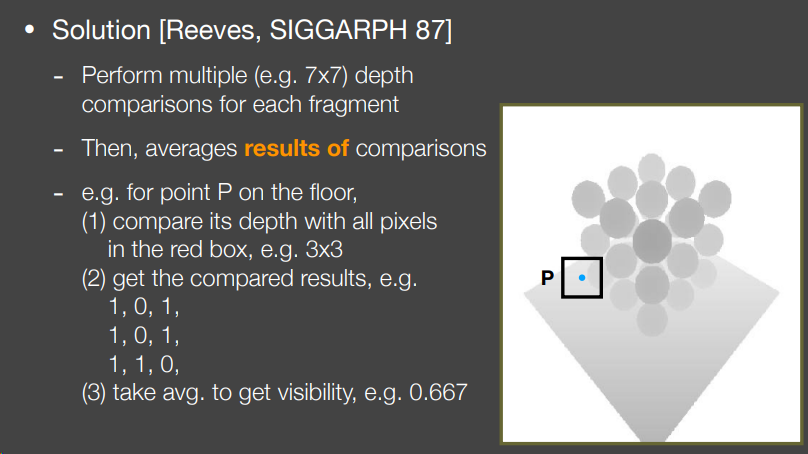 • Solution [Reeves, SIGGARPH 87]
- Perform multiple (e.g. 7x7) depth
comparisons for each fragment
- Then, averages results of comparisons
- e.g. for point P on the floor,
(1) compare its depth with all pixels
in the red box, e.g. 3x3
(2) get the compared results, e.g.
1, 0, 1,
1, 0, 1,
1, 1, 0,
(3) take avg. to get visibility, e.g. 0.667
P